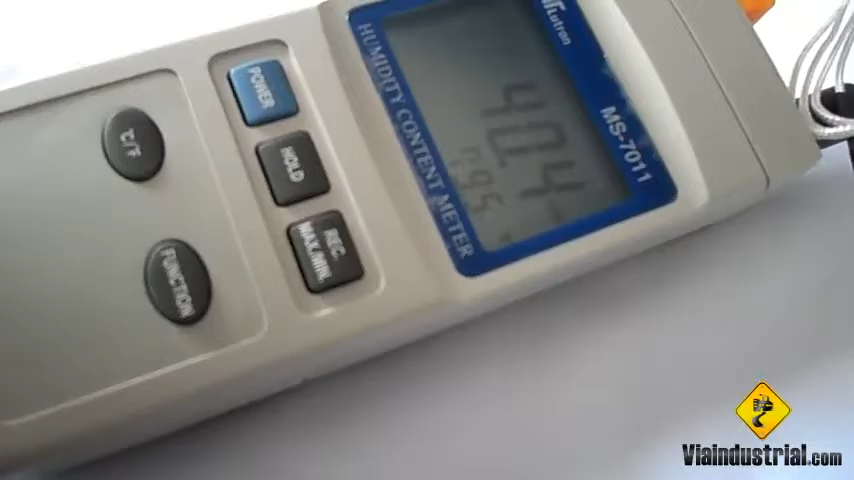 Lutron
MS-7011
HUMIDITY CONTENT METER
40.4
POWER
HOLD
REC.
MAX./MIN.
°C/°F
FUNCTION
Viaindustrial.com